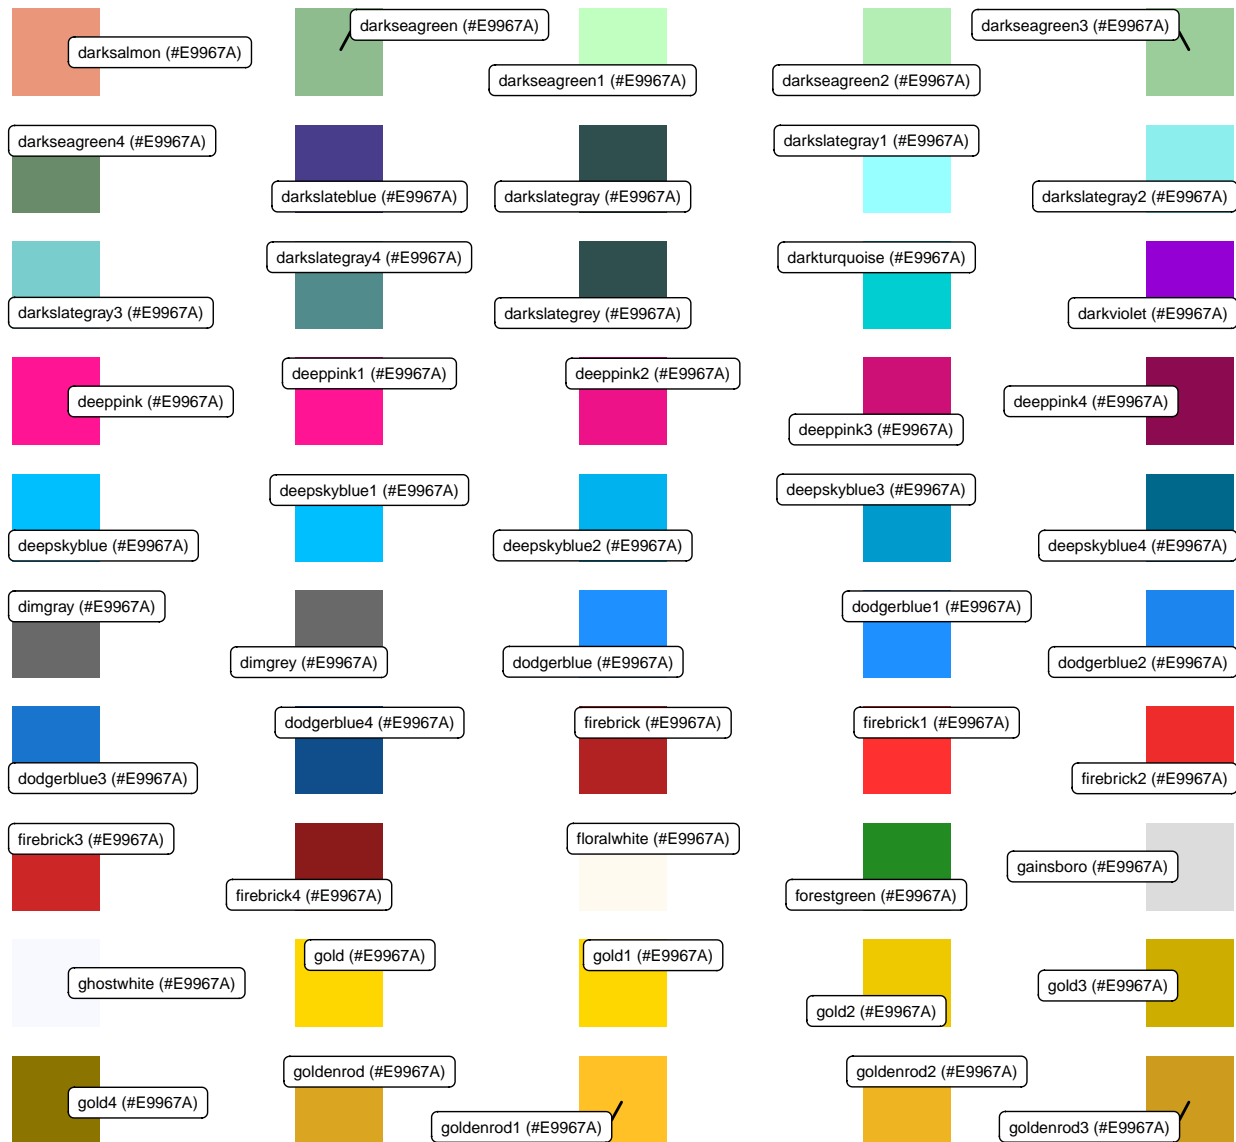 darksalmon (#E9967A)
darkseagreen (#E9967A)
darkseagreen1 (#E9967A)
darkseagreen2 (#E9967A)
darkseagreen3 (#E9967A)
darkseagreen4 (#E9967A)
darkslateblue (#E9967A)
darkslategray (#E9967A)
darkslategray1 (#E9967A)
darkslategray2 (#E9967A)
darkslategray3 (#E9967A)
darkslategray4 (#E9967A)
darkslategrey (#E9967A)
darkturquoise (#E9967A)
darkviolet (#E9967A)
deeppink (#E9967A)
deeppink1 (#E9967A)
deeppink2 (#E9967A)
deeppink3 (#E9967A)
deeppink4 (#E9967A)
deepskyblue (#E9967A)
deepskyblue1 (#E9967A)
deepskyblue2 (#E9967A)
deepskyblue3 (#E9967A)
deepskyblue4 (#E9967A)
dimgray (#E9967A)
dimgrey (#E9967A)
dodgerblue (#E9967A)
dodgerblue1 (#E9967A)
dodgerblue2 (#E9967A)
dodgerblue3 (#E9967A)
dodgerblue4 (#E9967A)
firebrick (#E9967A)
firebrick1 (#E9967A)
firebrick2 (#E9967A)
firebrick3 (#E9967A)
firebrick4 (#E9967A)
floralwhite (#E9967A)
forestgreen (#E9967A)
gainsboro (#E9967A)
ghostwhite (#E9967A)
gold (#E9967A)
gold1 (#E9967A)
gold2 (#E9967A)
gold3 (#E9967A)
gold4 (#E9967A)
goldenrod (#E9967A)
goldenrod1 (#E9967A)
goldenrod2 (#E9967A)
goldenrod3 (#E9967A)